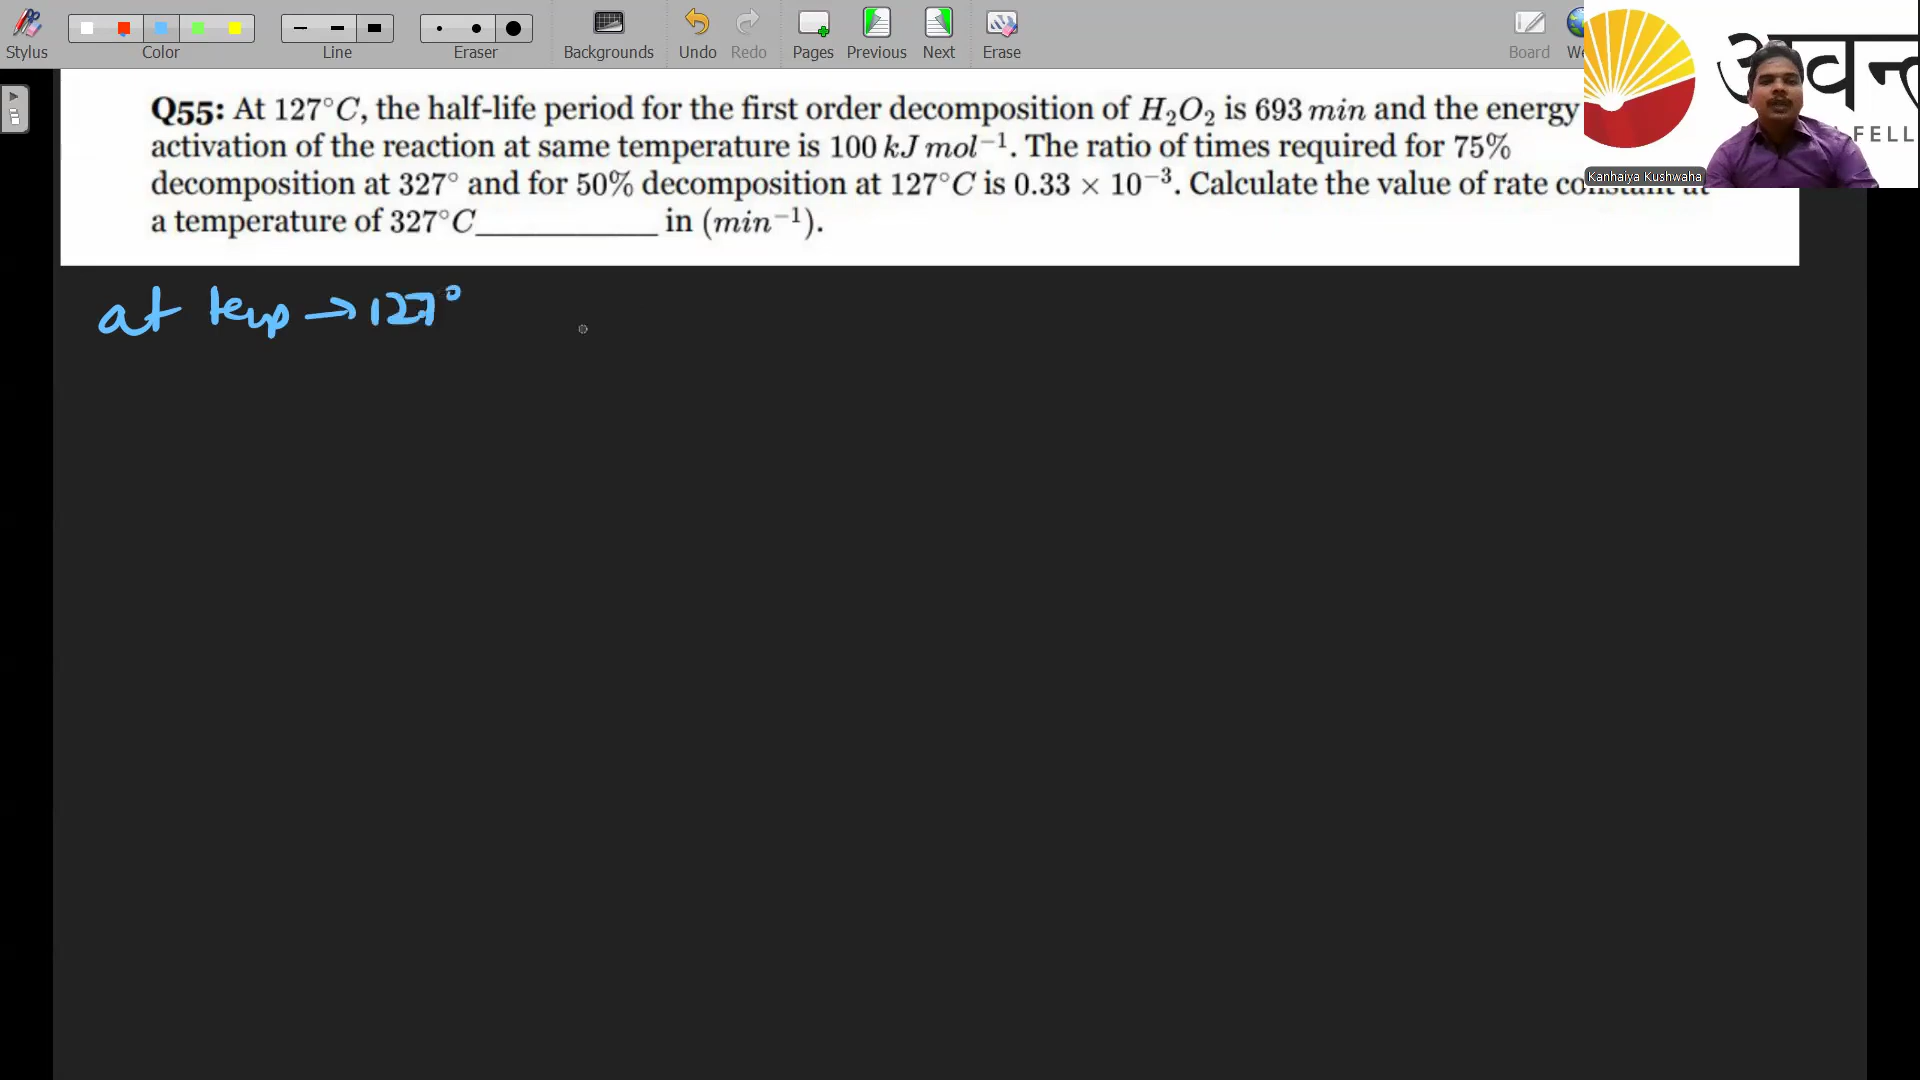 Stylus
Color
Line
Eraser
Backgrounds
Undo
Redo
Pages
Previous
Next
Erase
Board
Kanhaiya Kushwaha
FELL
Q55: At 127°C, the half-life period for the first order decomposition of H₂O₂ is 693 min and the energy
activation of the reaction at same temperature is 100 kJ mol⁻¹. The ratio of times required for 75%
decomposition at 327° and for 50% decomposition at 127°C is 0.33 × 10⁻³. Calculate the value of rate constant at
a temperature of 327°C__________ in (min⁻¹).
at temp → 127°